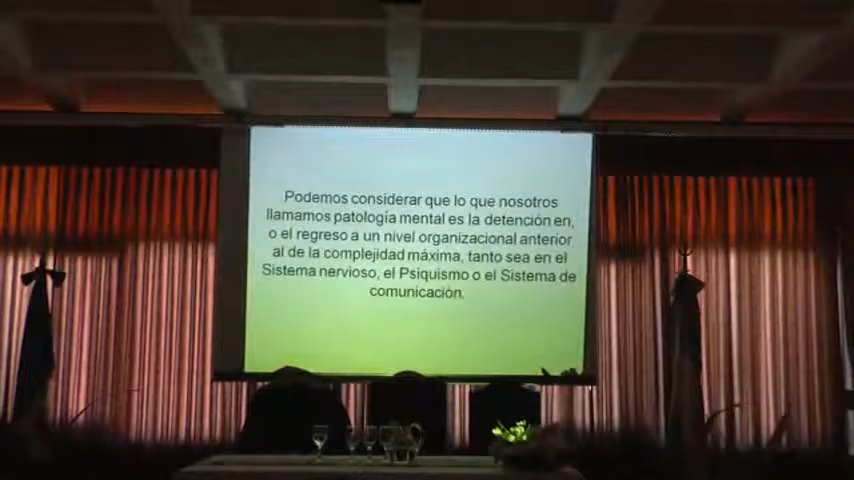 Podemos considerar que lo que nosotros
llamamos patología mental es la detención en,
o el regreso a un nivel organizacional anterior
al de la complejidad máxima, tanto sea en el
Sistema nervioso, el Psiquismo o el Sistema de
comunicación.